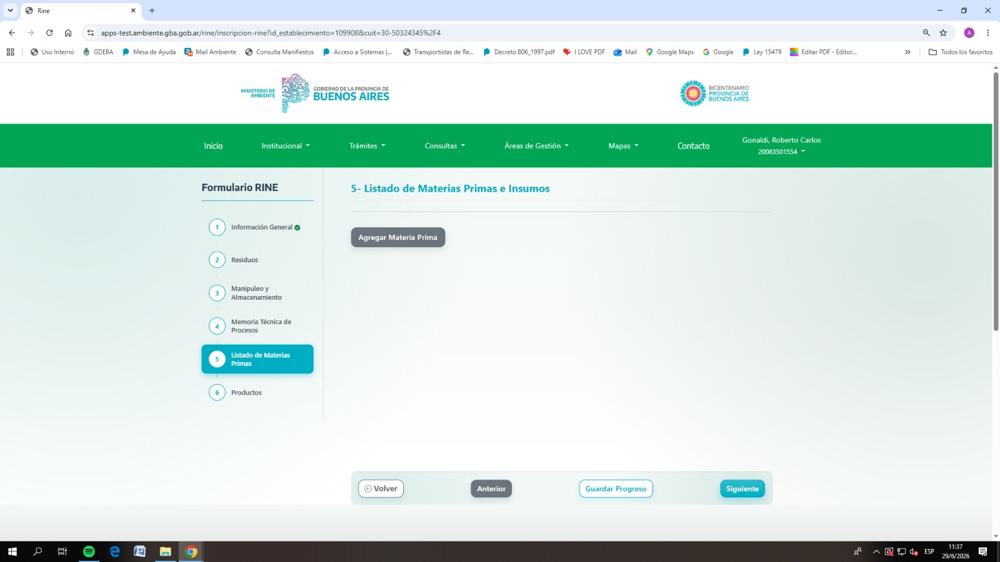 Rine
apps-test.ambiente.gba.gob.ar/rine/inscripcion-rine?id_establecimiento=109908&cuit=30-50324345%2F4
A
Uso Interno
GDEBA
Mesa de Ayuda
Mail Ambiente
Consulta Manifiestos
Acceso a Sistemas |...
Transportistas de Re...
Decreto 806_1997.pdf
I LOVE PDF
Mail
Google Maps
Google
Ley 15479
Editar PDF - Editor...
»
Todos los favoritos
MINISTERIO DE
AMBIENTE
GOBIERNO DE LA PROVINCIA DE
BUENOS AIRES
BICENTENARIO
PROVINCIA DE
BUENOS AIRES
Inicio
Institucional
Trámites
Consultas
Áreas de Gestión
Mapas
Contacto
Gonaldi, Roberto Carlos
20083501554
Formulario RINE
1 Información General
2 Residuos
3 Manipuleo y
Almacenamiento
4 Memoria Técnica de
Procesos
5 Listado de Materias
Primas
6 Productos
5- Listado de Materias Primas e Insumos
Agregar Materia Prima
Volver
Anterior
Guardar Progreso
Siguiente
ESP
11:37
29/6/2026